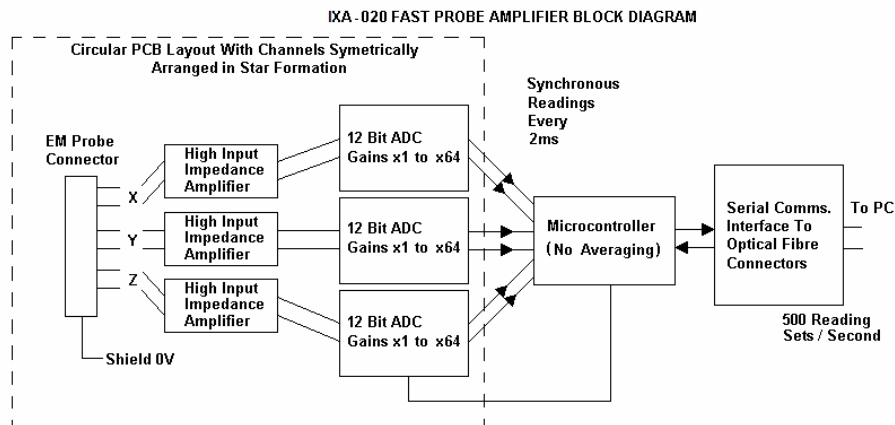 IXA-020 FAST PROBE AMPLIFIER BLOCK DIAGRAM
Circular PCB Layout With Channels Symetrically
Arranged in Star Formation
EM Probe
Connector
X
Y
Z
Shield 0V
High Input
Impedance
Amplifier
High Input
Impedance
Amplifier
High Input
Impedance
Amplifier
12 Bit ADC
Gains x1 to x64
12 Bit ADC
Gains x1 to x64
12 Bit ADC
Gains x1 to x64
Synchronous
Readings
Every
2ms
Microcontroller
(No Averaging)
Serial Comms.
Interface To
Optical Fibre
Connectors
To PC
500 Reading
Sets / Second